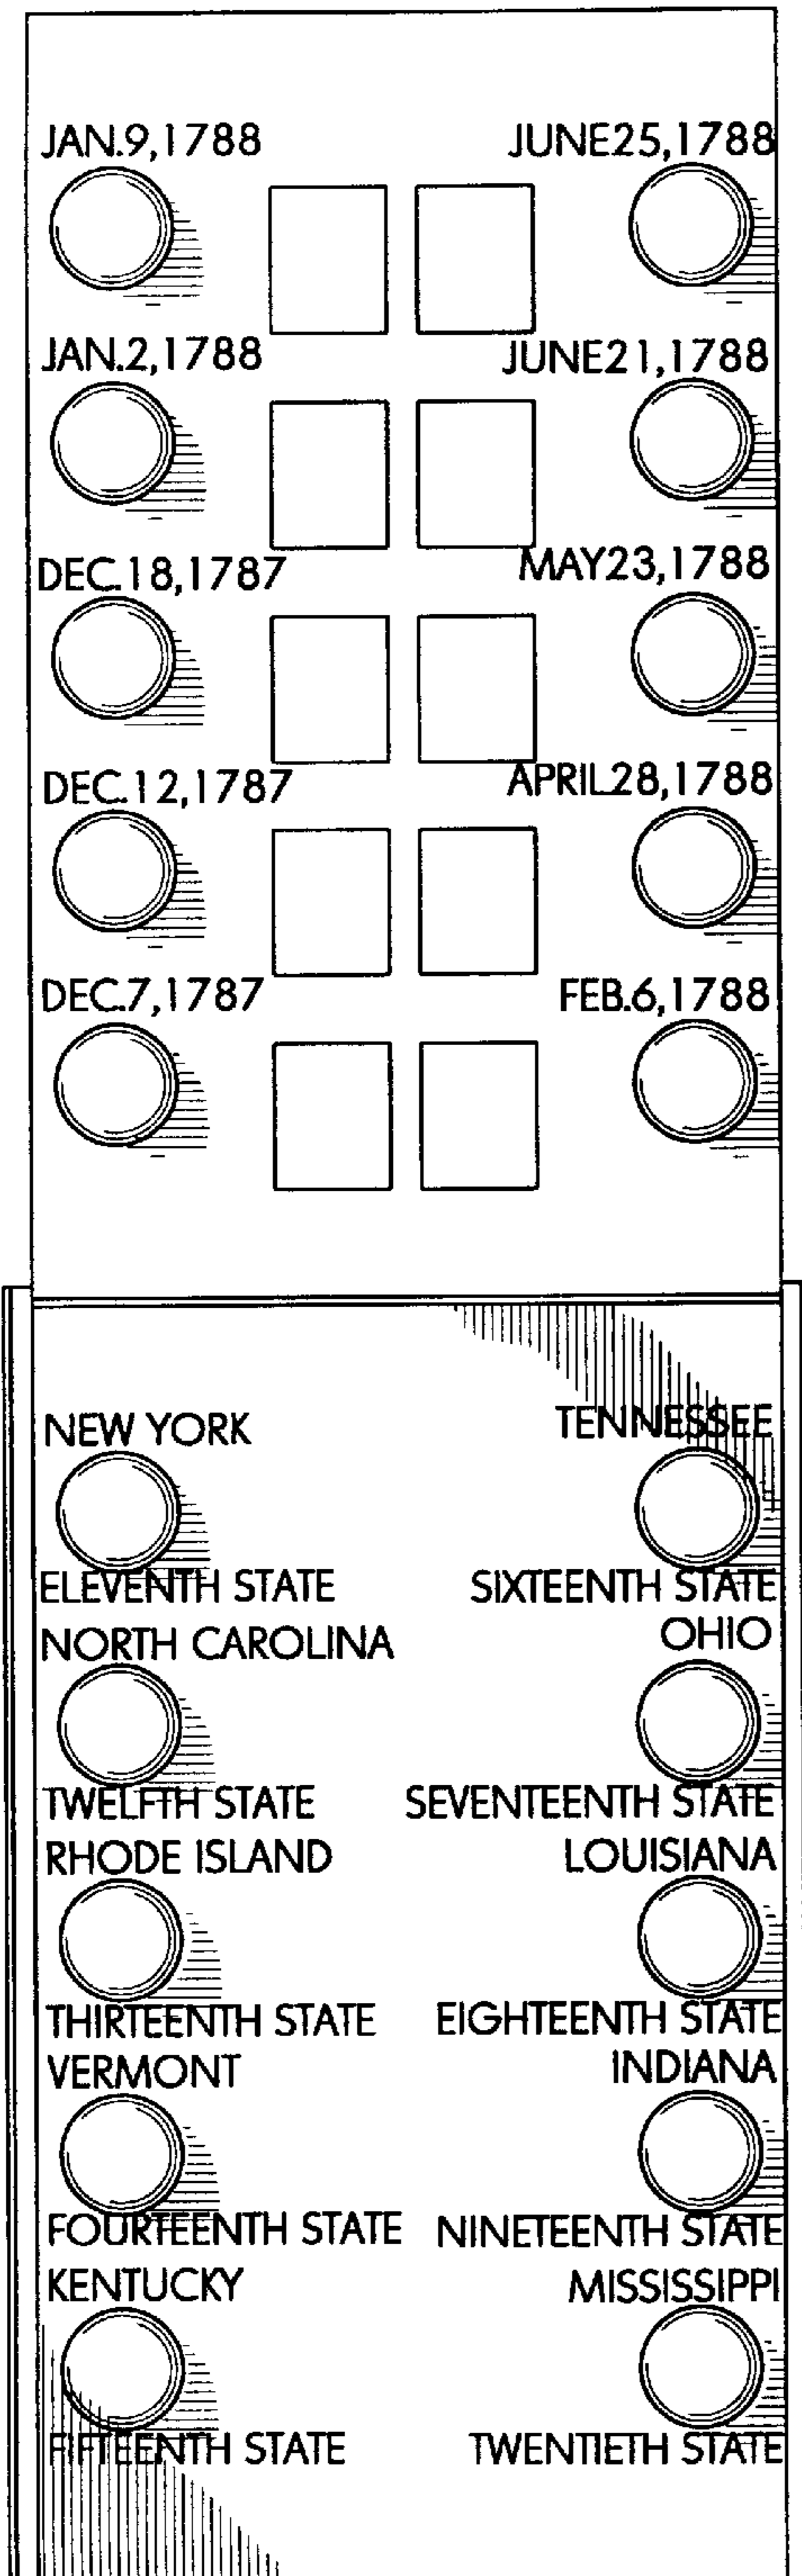 JAN.9,1788
JUNE25,1788
JAN.2,1788
JUNE21,1788
DEC.18,1787
MAY23,1788
DEC.12,1787
APRIL28,1788
DEC.7,1787
FEB.6,1788
NEW YORK
TENNESSEE
ELEVENTH STATE
SIXTEENTH STATE
NORTH CAROLINA
OHIO
TWELFTH STATE
SEVENTEENTH STATE
RHODE ISLAND
LOUISIANA
THIRTEENTH STATE
EIGHTEENTH STATE
VERMONT
INDIANA
FOURTEENTH STATE
NINETEENTH STATE
KENTUCKY
MISSISSIPPI
FIFTEENTH STATE
TWENTIETH STATE